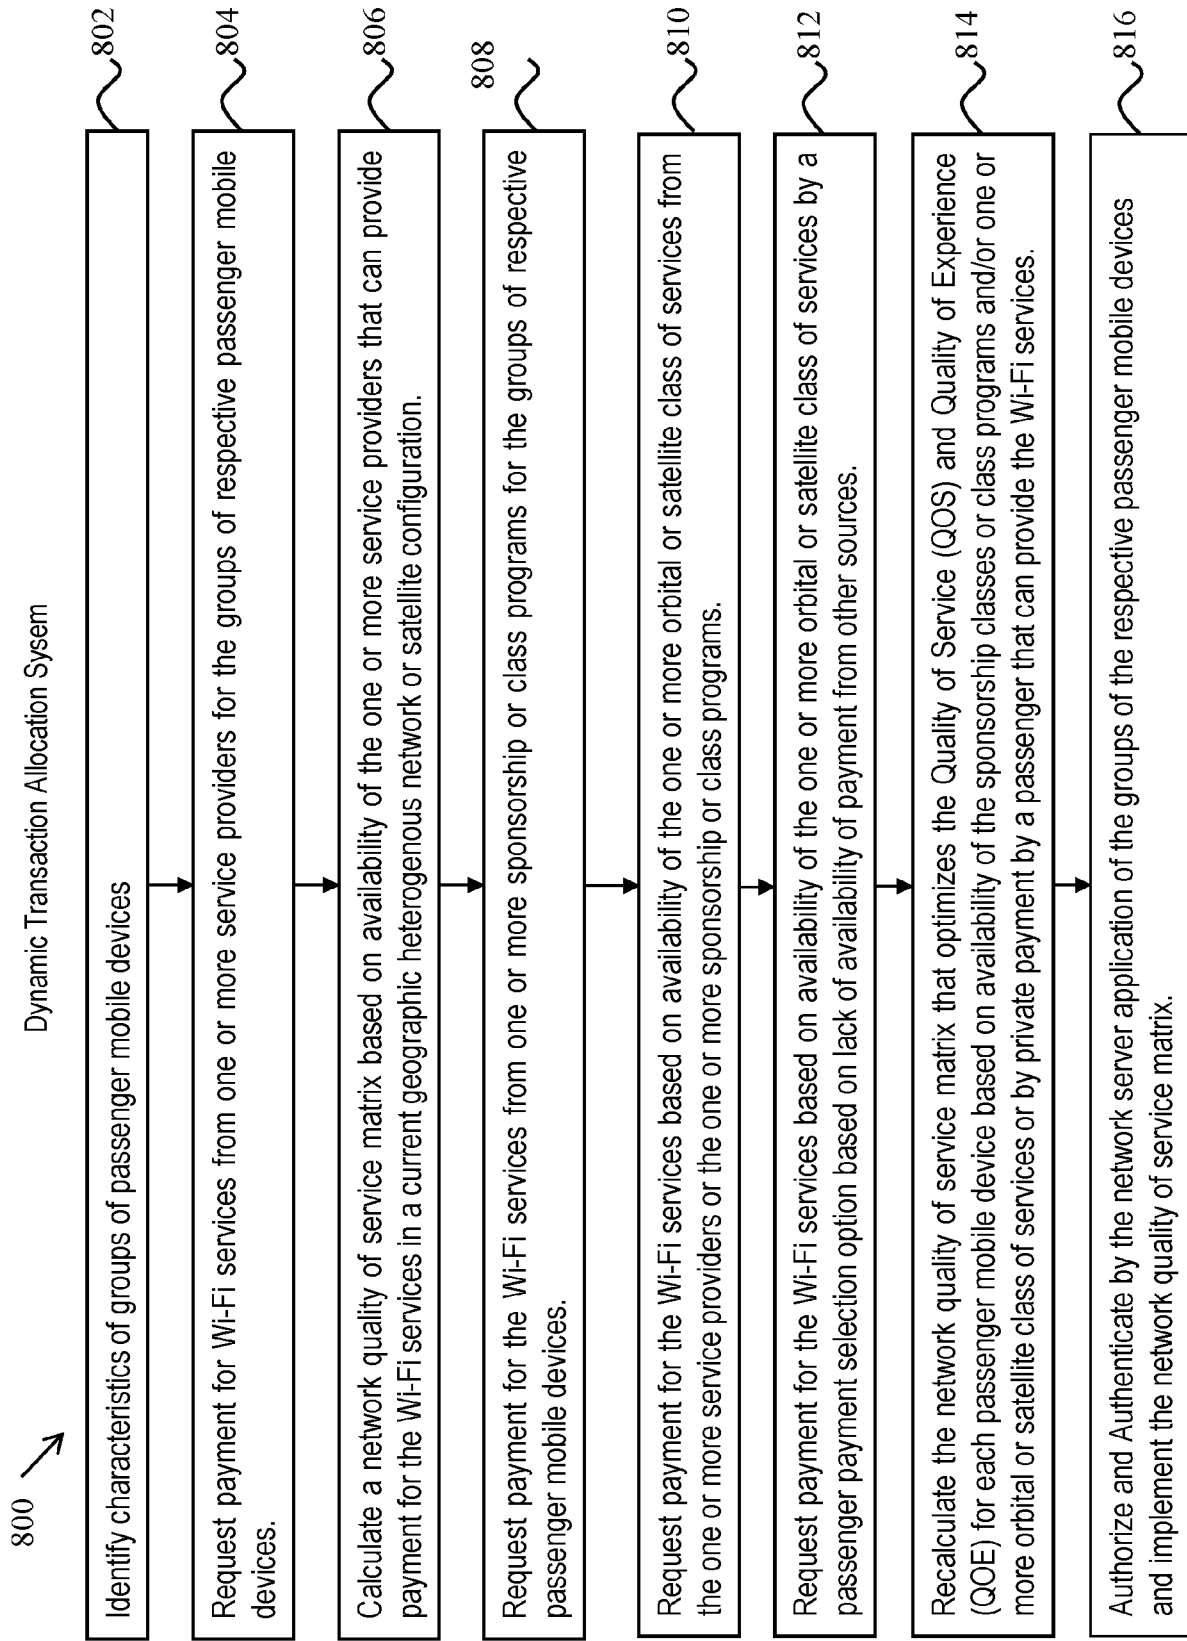 Dynamic Transaction Allocation Sysem
800
Identify characteristics of groups of passenger mobile devices
802
Request payment for Wi-Fi services from one or more service providers for the groups of respective passenger mobile
devices.
804
Calculate a network quality of service matrix based on availability of the one or more service providers that can provide
payment for the Wi-Fi services in a current geographic heterogenous network or satellite configuration.
806
Request payment for the Wi-Fi services from one or more sponsorship or class programs for the groups of respective
passenger mobile devices.
808
Request payment for the Wi-Fi services based on availability of the one or more orbital or satellite class of services from
the one or more service providers or the one or more sponsorship or class programs.
810
Request payment for the Wi-Fi services based on availability of the one or more orbital or satellite class of services by a
passenger payment selection option based on lack of availability of payment from other sources.
812
Recalculate the network quality of service matrix that optimizes the Quality of Service (QOS) and Quality of Experience
(QOE) for each passenger mobile device based on availability of the sponsorship classes or class programs and/or one or
more orbital or satellite class of services or by private payment by a passenger that can provide the Wi-Fi services.
814
Authorize and Authenticate by the network server application of the groups of the respective passenger mobile devices
and implement the network quality of service matrix.
816